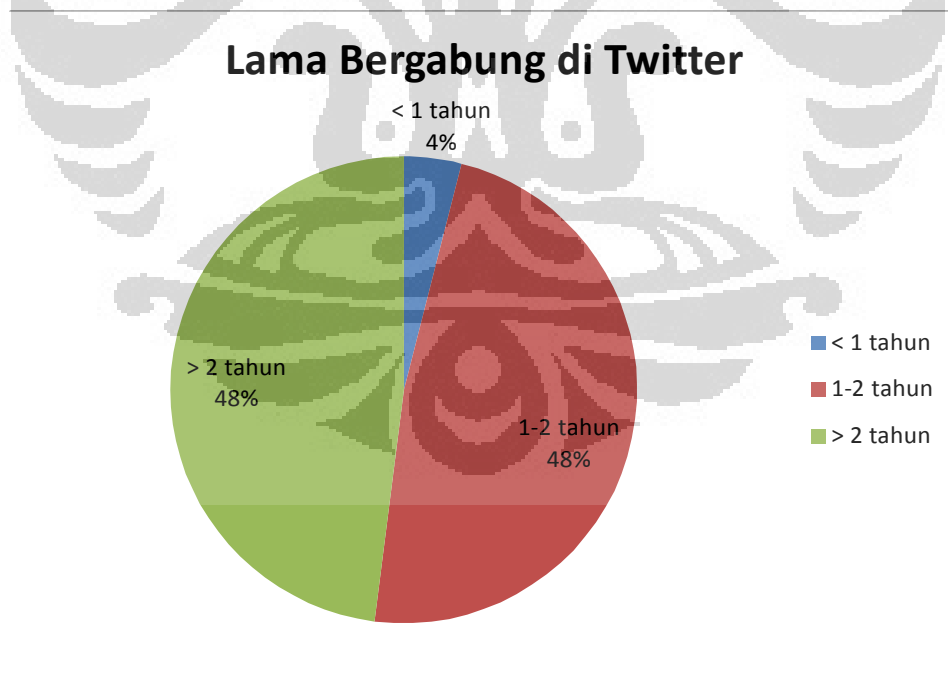 Lama Bergabung di Twitter
< 1 tahun
4%
> 2 tahun
48%
1-2 tahun
48%
< 1 tahun
1-2 tahun
> 2 tahun